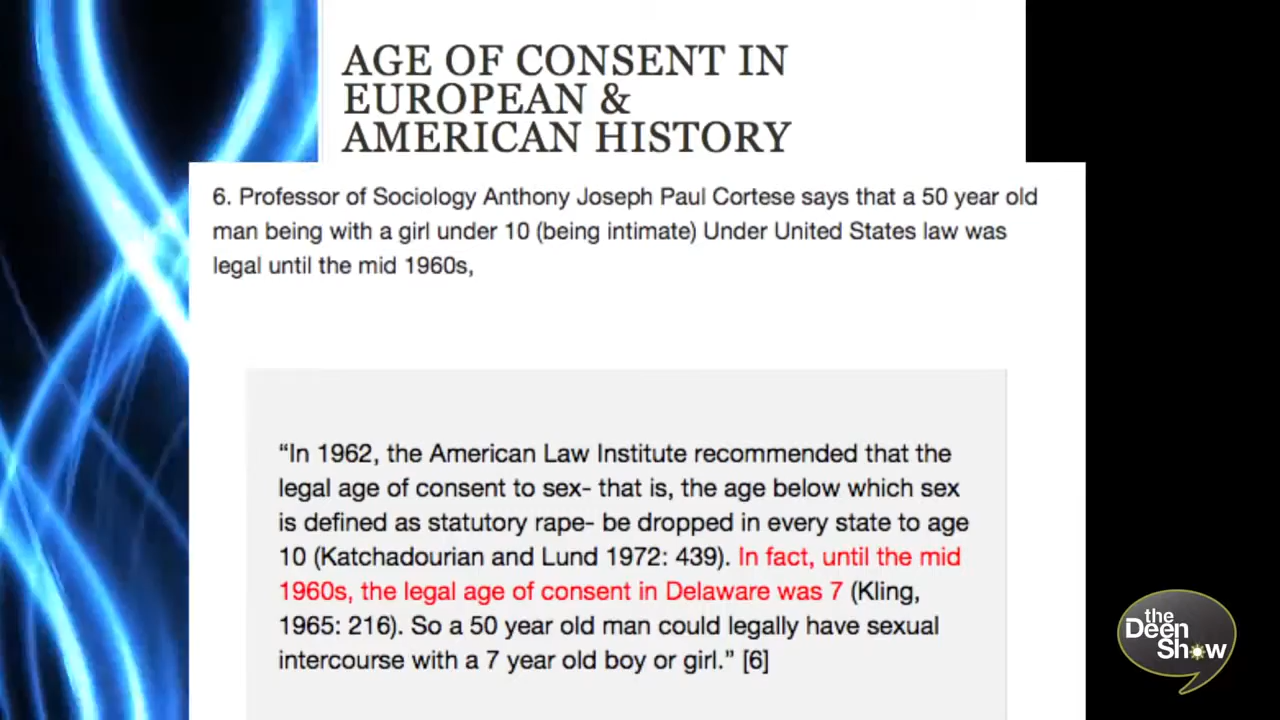 AGE OF CONSENT IN
EUROPEAN &
AMERICAN HISTORY
6. Professor of Sociology Anthony Joseph Paul Cortese says that a 50 year old
man being with a girl under 10 (being intimate) Under United States law was
legal until the mid 1960s,
“In 1962, the American Law Institute recommended that the
legal age of consent to sex- that is, the age below which sex
is defined as statutory rape- be dropped in every state to age
10 (Katchadourian and Lund 1972: 439). In fact, until the mid
1960s, the legal age of consent in Delaware was 7 (Kling,
1965: 216). So a 50 year old man could legally have sexual
intercourse with a 7 year old boy or girl.” [6]
the
Deen
Show